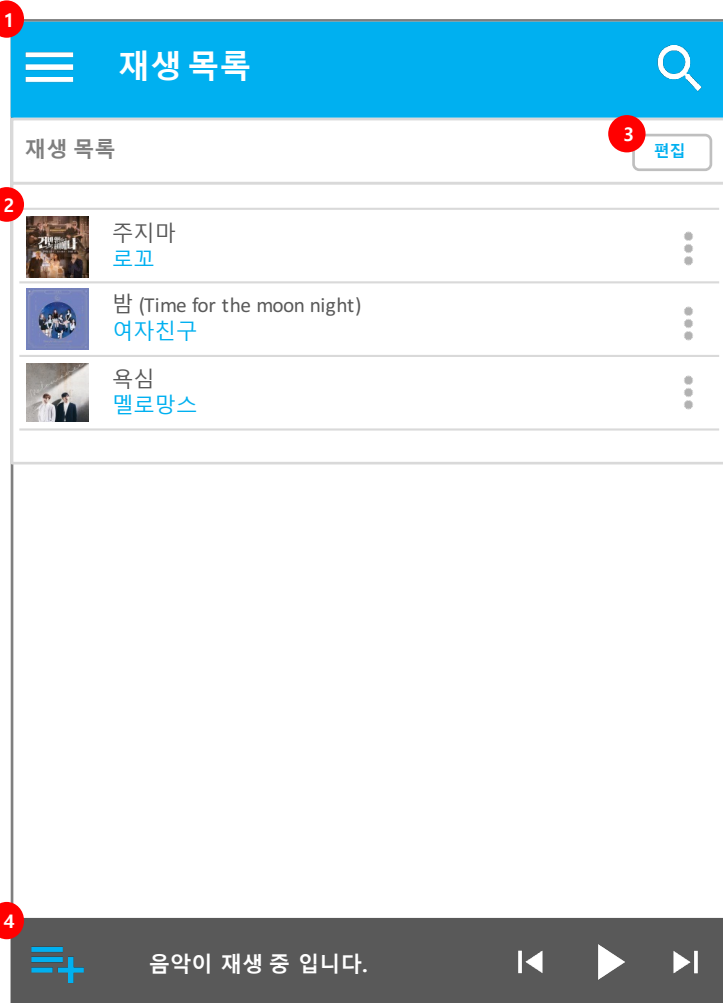 1
재생 목록
재생 목록
3
편집
2
주지마
로꼬
밤 (Time for the moon night)
여자친구
욕심
멜로망스
4
음악이 재생 중 입니다.